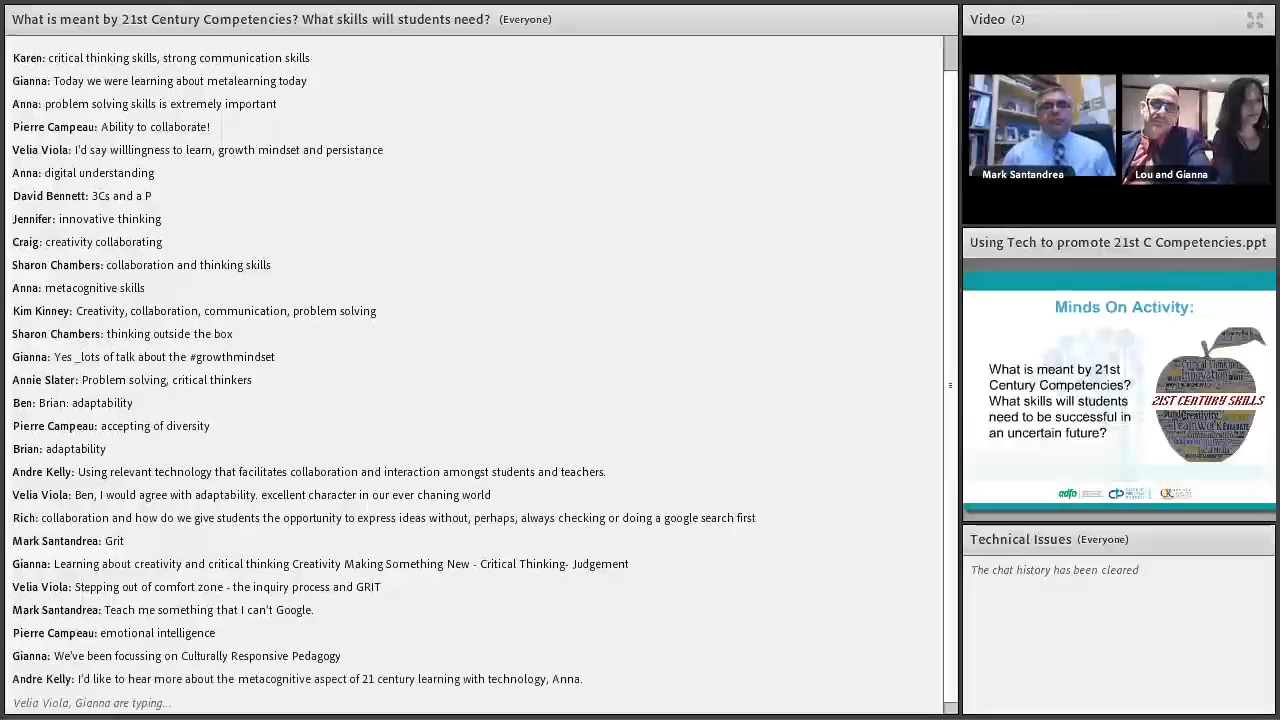 What is meant by 21st Century Competencies? What skills will students need? (Everyone)
Karen: critical thinking skills, strong communication skills
Gianna: Today we were learning about metalearning today
Anna: problem solving skills is extremely important
Pierre Campeau: Ability to collaborate!
Velia Viola: I'd say willlingness to learn, growth mindset and persistance
Anna: digital understanding
David Bennett: 3Cs and a P
Jennifer: innovative thinking
Craig: creativity collaborating
Sharon Chambers: collaboration and thinking skills
Anna: metacognitive skills
Kim Kinney: Creativity, collaboration, communication, problem solving
Sharon Chambers: thinking outside the box
Gianna: Yes _lots of talk about the #growthmindset
Annie Slater: Problem solving, critical thinkers
Ben: Brian: adaptability
Pierre Campeau: accepting of diversity
Brian: adaptability
Andre Kelly: Using relevant technology that facilitates collaboration and interaction amongst students and teachers.
Velia Viola: Ben, I would agree with adaptability. excellent character in our ever chaning world
Rich: collaboration and how do we give students the opportunity to express ideas without, perhaps, always checking or doing a google search first
Mark Santandrea: Grit
Gianna: Learning about creativity and critical thinking Creativity Making Something New - Critical Thinking- Judgement
Velia Viola: Stepping out of comfort zone - the inquiry process and GRIT
Mark Santandrea: Teach me something that I can't Google.
Pierre Campeau: emotional intelligence
Gianna: We've been focussing on Culturally Responsive Pedagogy
Andre Kelly: I'd like to hear more about the metacognitive aspect of 21 century learning with technology, Anna.
Velia Viola, Gianna are typing...
Video (2)
Mark Santandrea
Lou and Gianna
Using Tech to promote 21st C Competencies.ppt
Minds On Activity:
What is meant by 21st
Century Competencies?
What skills will students
need to be successful in
an uncertain future?
Critical Thinking
Innovation
21ST CENTURY SKILLS
Creativity
Teamwork
Social Media
adfo
Technical Issues (Everyone)
The chat history has been cleared